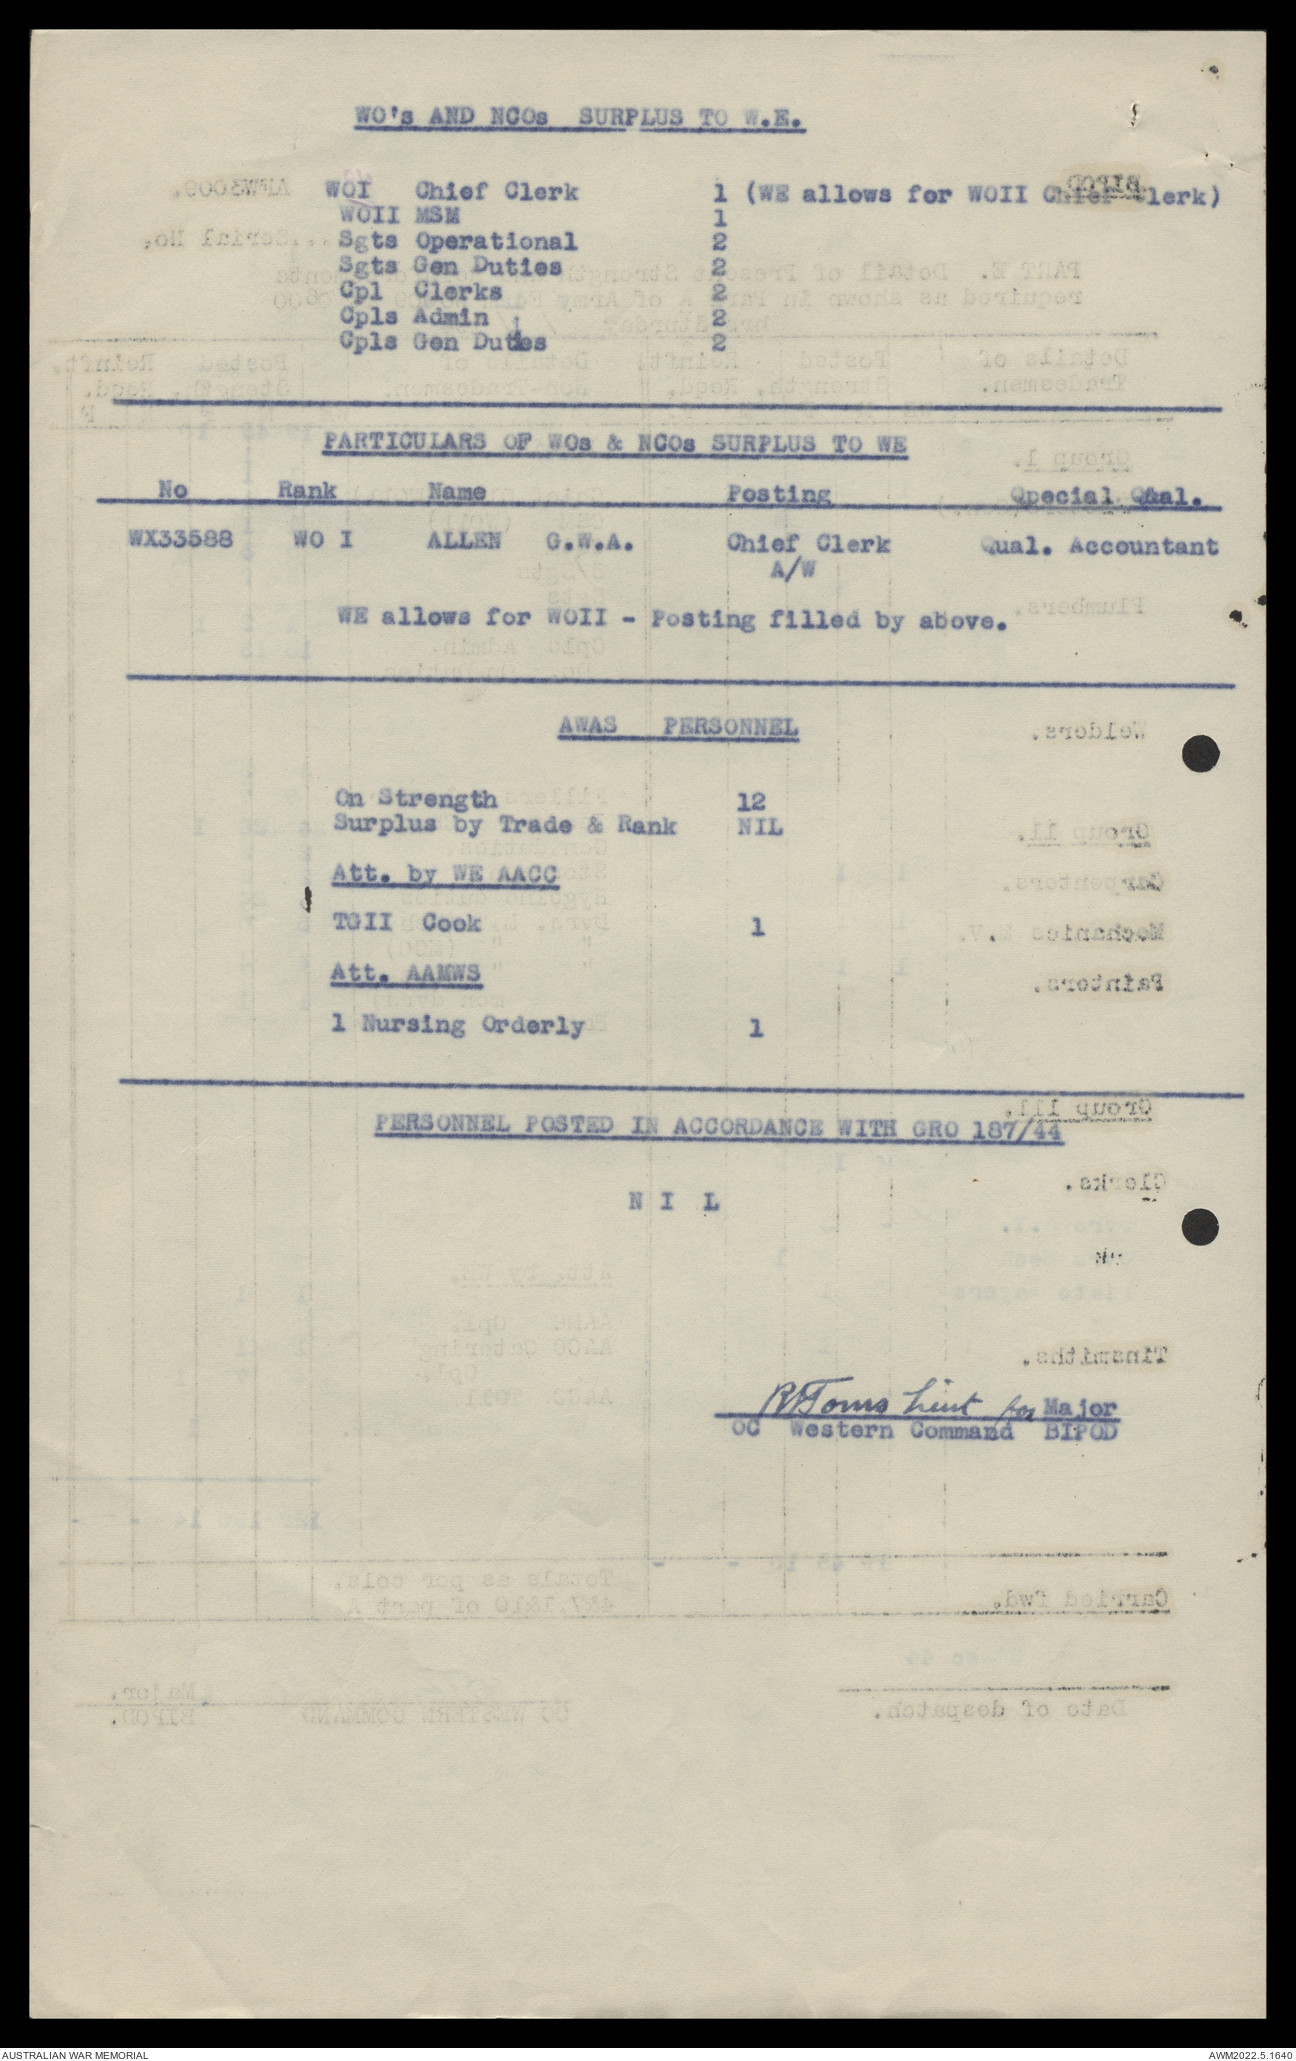 WO's AND NCOs SURPLUS TO W.E.
WOI Chief Clerk 1 (WE allows for WOII Chief Clerk)
WOII MSM 1
Sgts Operational 2
Sgts Gen Duties 2
Cpl Clerks 2
Cpls Admin 2
Cpls Gen Duties 2
PARTICULARS OF WOs & NCOs SURPLUS TO WE
No Rank Name Posting Qpecial Qual.
WX33588 WO I ALLEN G.W.A. Chief Clerk Qual. Accountant
A/W
WE allows for WOII - Posting filled by above.
AWAS PERSONNEL
On Strength 12
Surplus by Trade & Rank NIL
Att. by WE AACC
TGII Cook 1
Att. AAMWS
1 Nursing Orderly 1
PERSONNEL POSTED IN ACCORDANCE WITH GRO 187/44
N I L
Lieut for Major
OC Western Command BIPOD
AUSTRALIAN WAR MEMORIAL AWM2022.5.1640